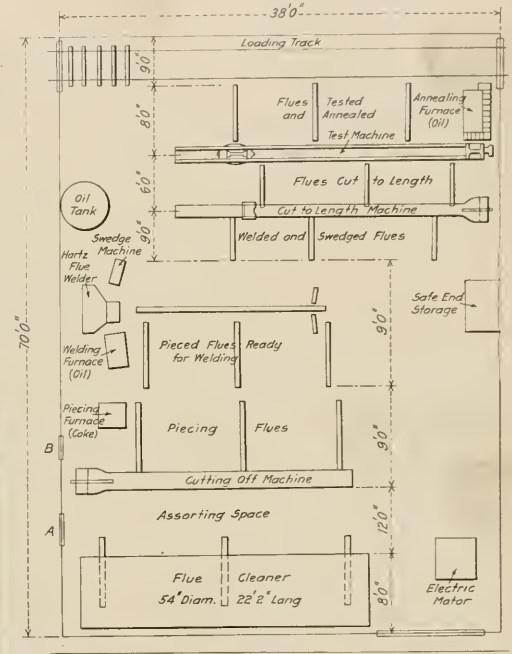 38'0"
Loading Track
9'0"
Flues Tested
and Annealed
Annealing
Furnace
(Oil)
8'0"
Test Machine
6'0"
Flues Cut to Length
Oil
Tank
Cut to Length Machine
9'0"
Swedge
Machine
Welded and Swedged Flues
Hartz
Flue
Welder
Safe End
Storage
70'0"
9'0"
Pieced Flues Ready
for Welding
Welding
Furnace
(Oil)
Piecing
Furnace
(Coke)
Piecing Flues
9'0"
B
Cutting Off Machine
Assorting Space
12'0"
A
Flue Cleaner
54" Diam. 22'2" Lang
8'0"
Electric
Motor